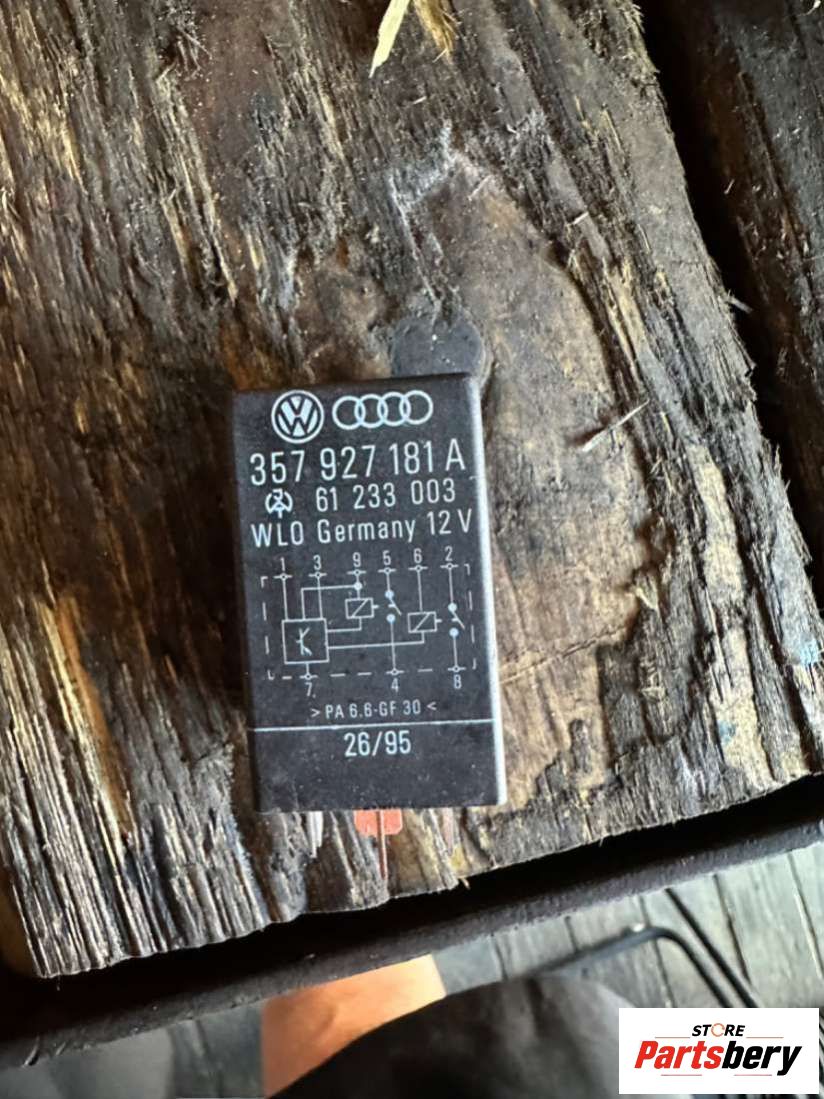 VW
357 927 181 A
61 233 003
WLO Germany 12 V
1 3 9 5 6 2
7. 4 8
>PA 6.6-GF 30<
26/95
STORE
Partsbery